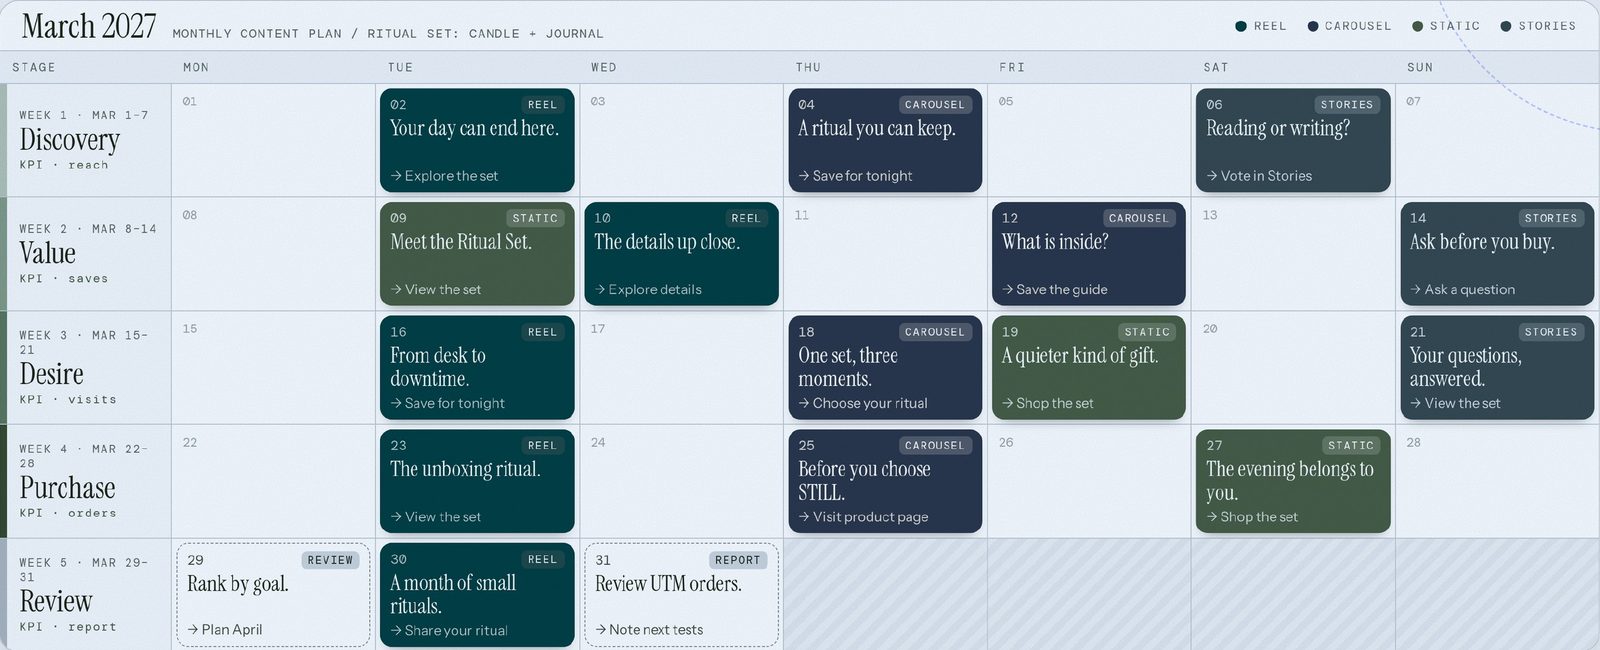 March 2027 MONTHLY CONTENT PLAN / RITUAL SET: CANDLE + JOURNAL REEL CAROUSEL STATIC STORIES
STAGE MON TUE WED THU FRI SAT SUN
WEEK 1 · MAR 1–7
Discovery
KPI · reach
01
02 REEL
Your day can end here.
→ Explore the set
03
04 CAROUSEL
A ritual you can keep.
→ Save for tonight
05
06 STORIES
Reading or writing?
→ Vote in Stories
07
WEEK 2 · MAR 8–14
Value
KPI · saves
08
09 STATIC
Meet the Ritual Set.
→ View the set
10 REEL
The details up close.
→ Explore details
11
12 CAROUSEL
What is inside?
→ Save the guide
13
14 STORIES
Ask before you buy.
→ Ask a question
WEEK 3 · MAR 15–
21
Desire
KPI · visits
15
16 REEL
From desk to
downtime.
→ Save for tonight
17
18 CAROUSEL
One set, three
moments.
→ Choose your ritual
19 STATIC
A quieter kind of gift.
→ Shop the set
20
21 STORIES
Your questions,
answered.
→ View the set
WEEK 4 · MAR 22–
28
Purchase
KPI · orders
22
23 REEL
The unboxing ritual.
→ View the set
24
25 CAROUSEL
Before you choose
STILL.
→ Visit product page
26
27 STATIC
The evening belongs to
you.
→ Shop the set
28
WEEK 5 · MAR 29–
31
Review
KPI · report
29 REVIEW
Rank by goal.
→ Plan April
30 REEL
A month of small
rituals.
→ Share your ritual
31 REPORT
Review UTM orders.
→ Note next tests